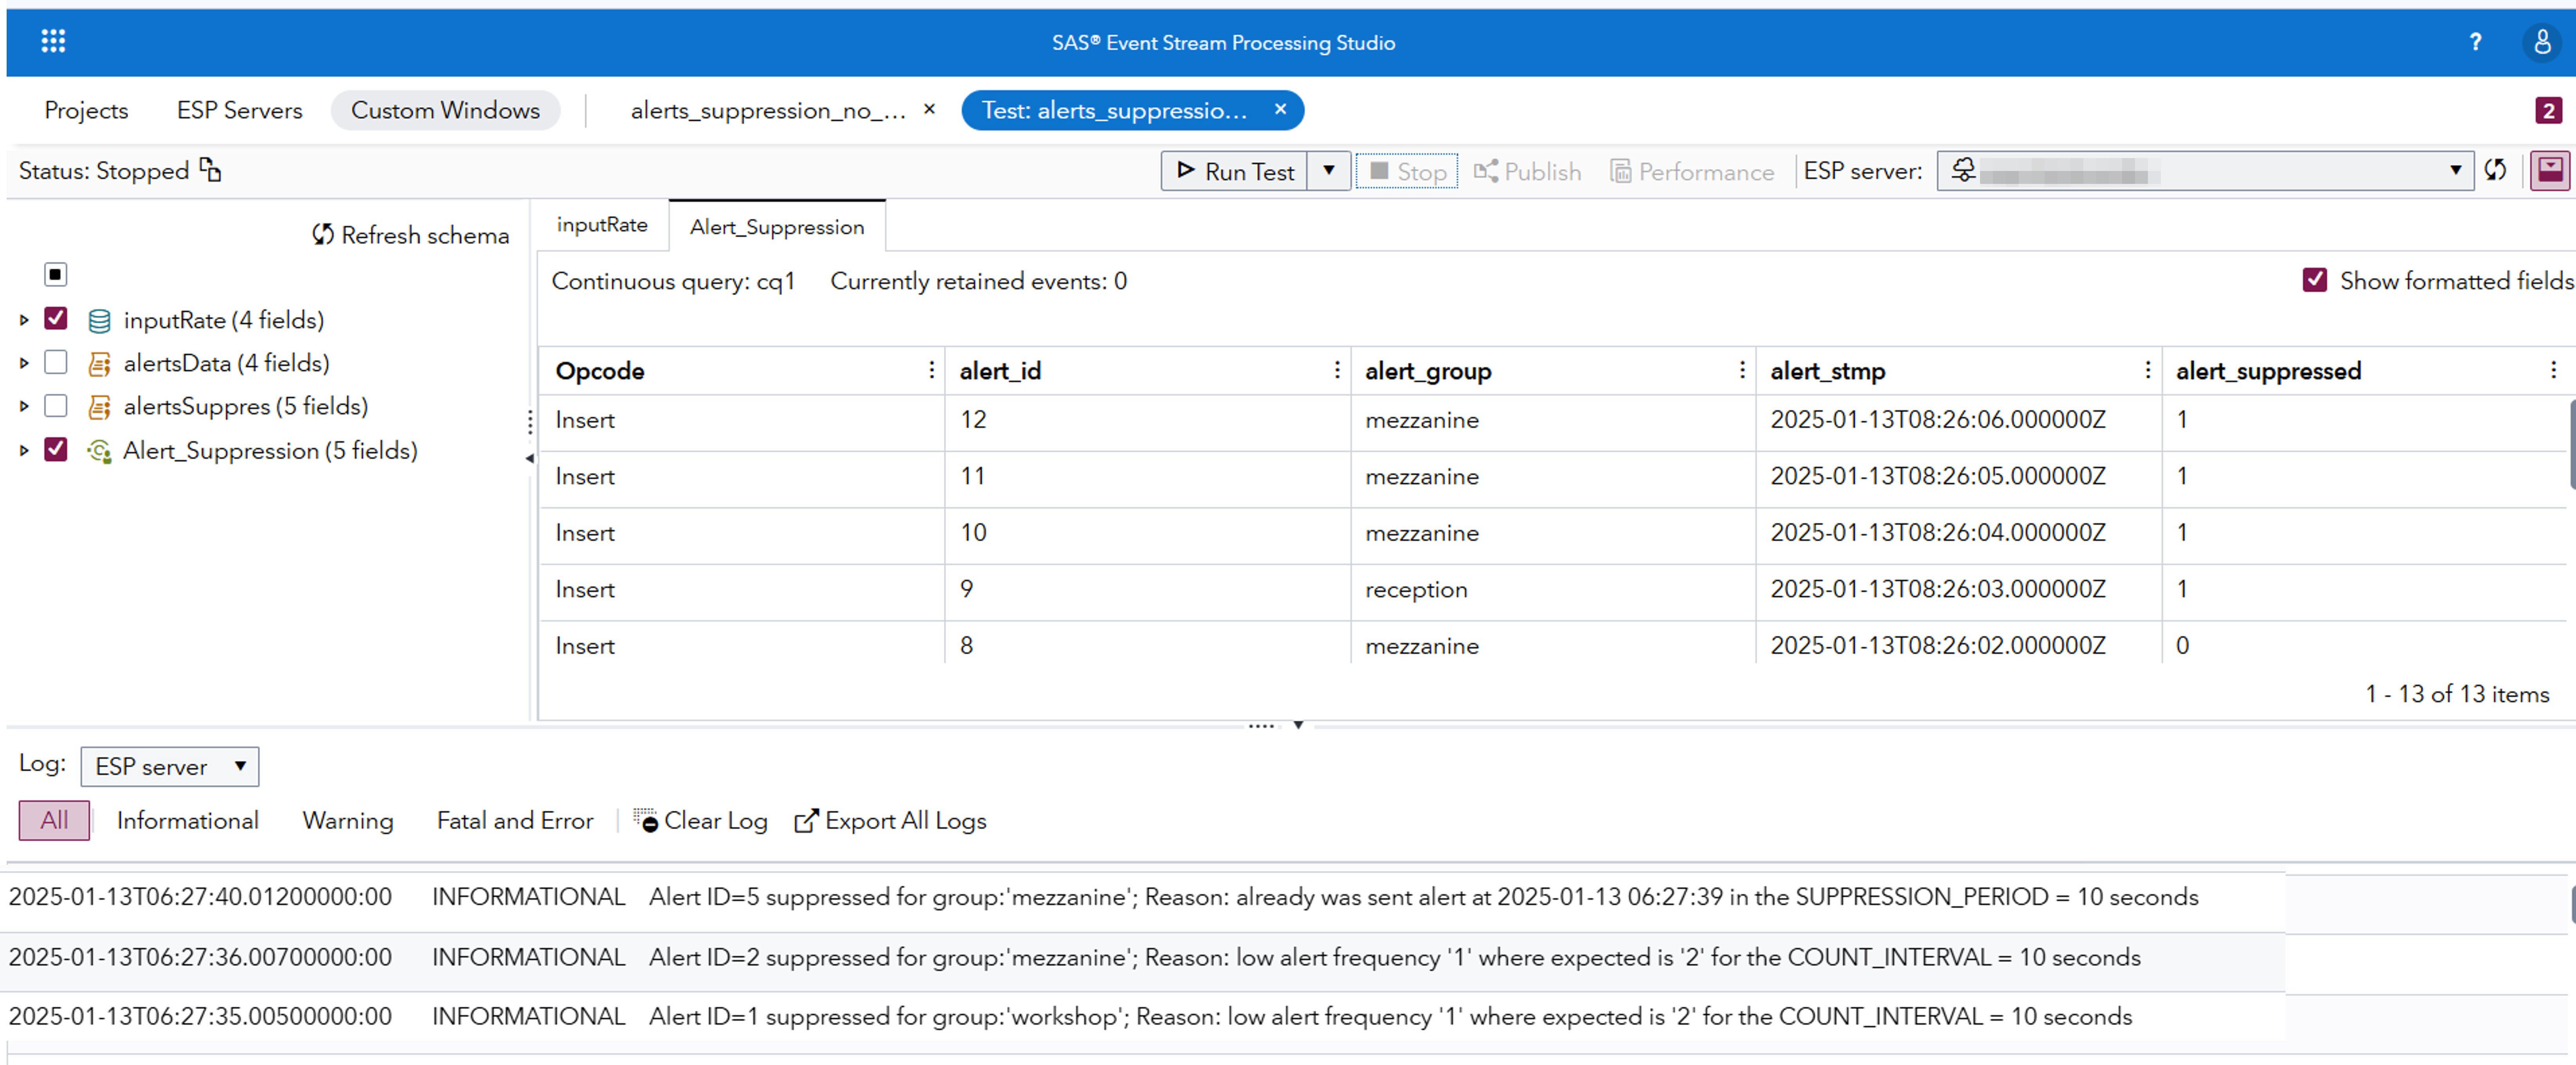 SAS® Event Stream Processing Studio ?
Projects ESP Servers Custom Windows alerts_suppression_no_... × Test: alerts_suppressio... × 2
Status: Stopped Run Test Stop Publish Performance ESP server:
Refresh schema
inputRate Alert_Suppression
Continuous query: cq1 Currently retained events: 0 Show formatted fields
inputRate (4 fields)
alertsData (4 fields)
alertsSuppres (5 fields)
Alert_Suppression (5 fields)
Opcode alert_id alert_group alert_stmp alert_suppressed
Insert 12 mezzanine 2025-01-13T08:26:06.000000Z 1
Insert 11 mezzanine 2025-01-13T08:26:05.000000Z 1
Insert 10 mezzanine 2025-01-13T08:26:04.000000Z 1
Insert 9 reception 2025-01-13T08:26:03.000000Z 1
Insert 8 mezzanine 2025-01-13T08:26:02.000000Z 0
1 - 13 of 13 items
Log: ESP server
All Informational Warning Fatal and Error Clear Log Export All Logs
2025-01-13T06:27:40.01200000:00 INFORMATIONAL Alert ID=5 suppressed for group:'mezzanine'; Reason: already was sent alert at 2025-01-13 06:27:39 in the SUPPRESSION_PERIOD = 10 seconds
2025-01-13T06:27:36.00700000:00 INFORMATIONAL Alert ID=2 suppressed for group:'mezzanine'; Reason: low alert frequency '1' where expected is '2' for the COUNT_INTERVAL = 10 seconds
2025-01-13T06:27:35.00500000:00 INFORMATIONAL Alert ID=1 suppressed for group:'workshop'; Reason: low alert frequency '1' where expected is '2' for the COUNT_INTERVAL = 10 seconds